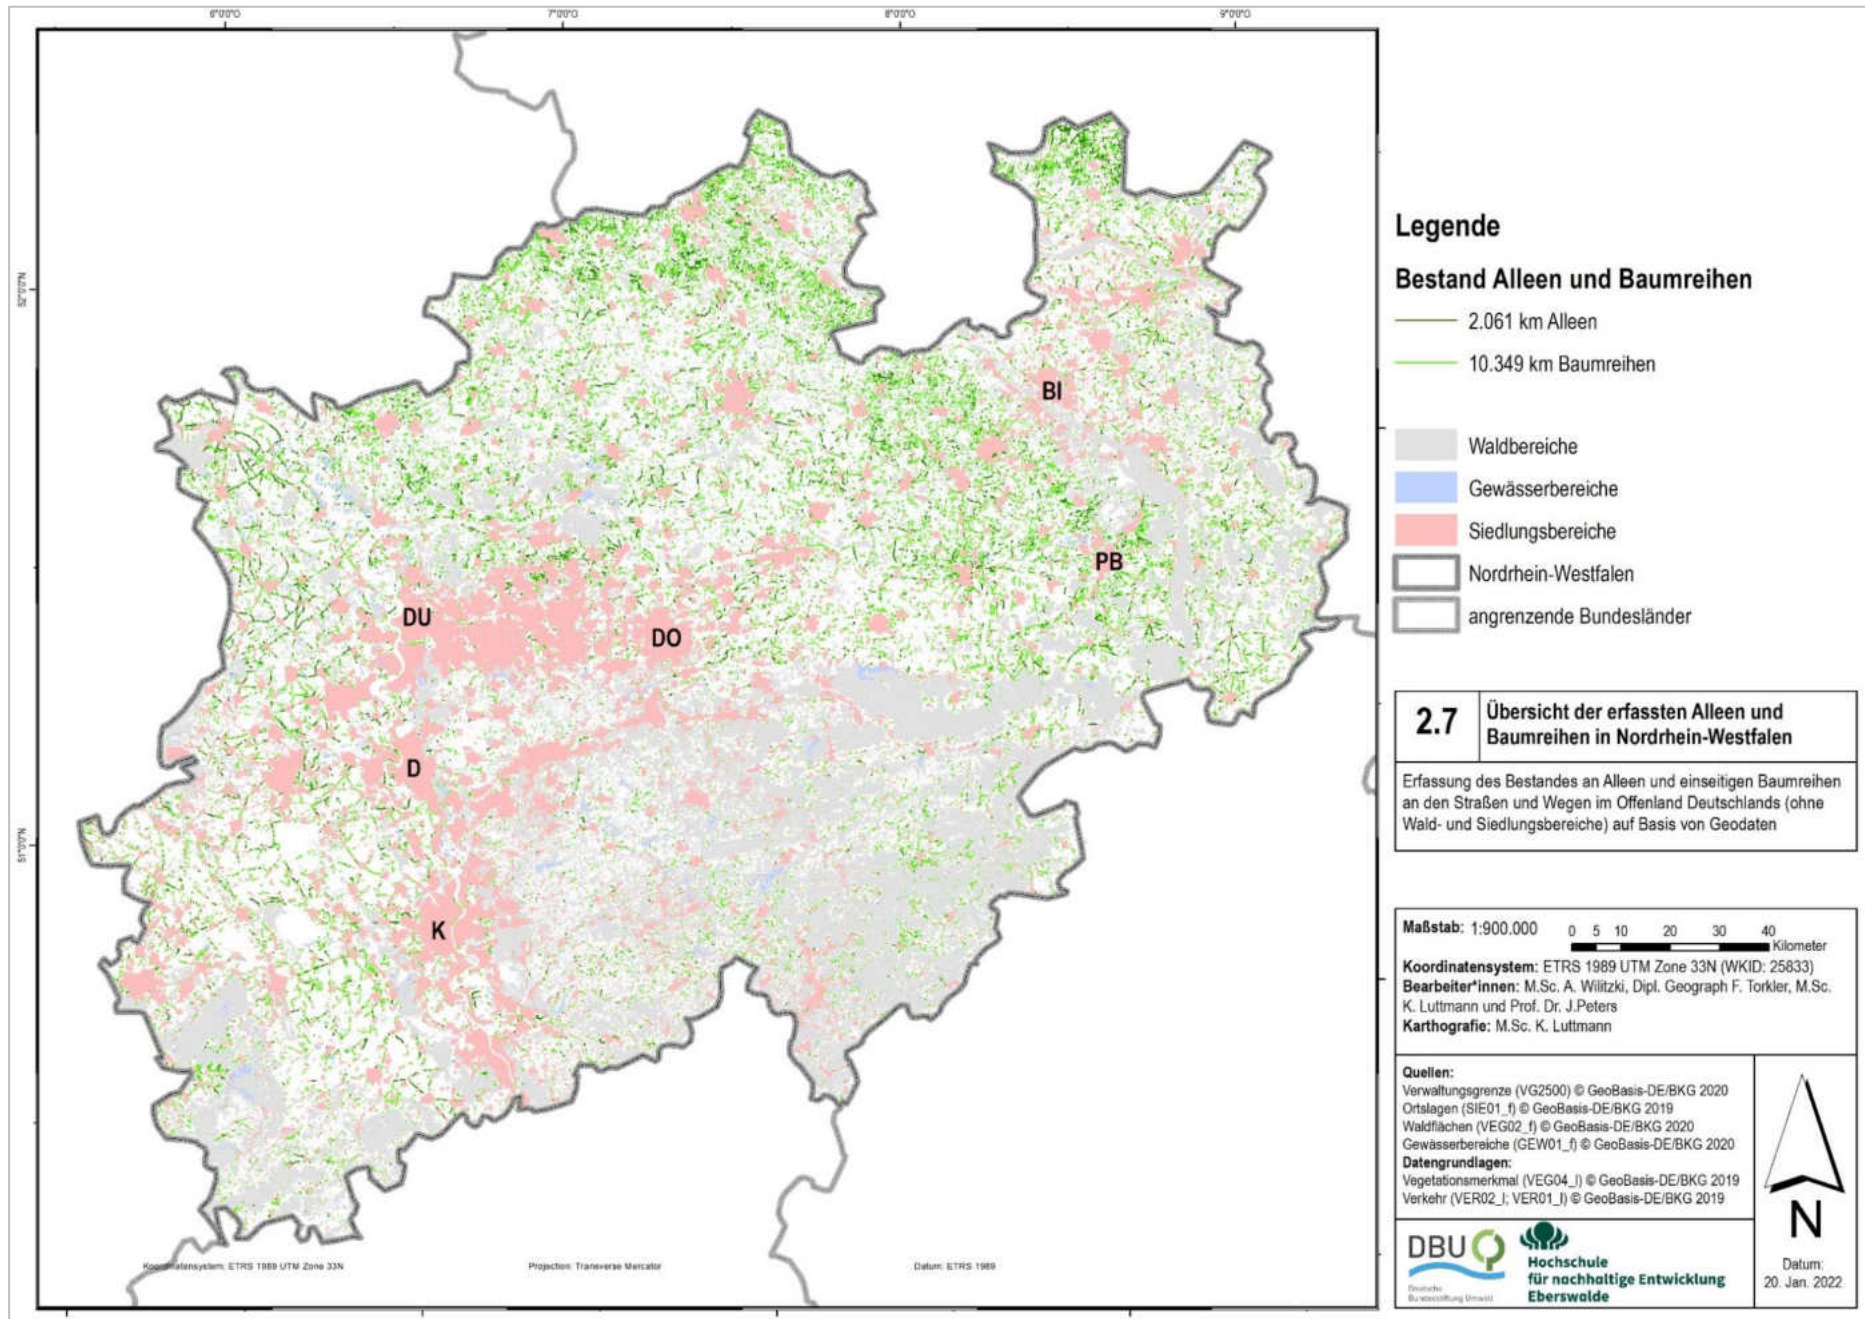 6°0'0"O
7°0'0"O
8°0'0"O
9°0'0"O
52°0'0"N
51°0'0"N
BI
PB
DU
DO
D
K
Koordinatensystem: ETRS 1989 UTM Zone 33N
Projection: Transverse Mercator
Datum: ETRS 1989
Legende
Bestand Alleen und Baumreihen
2.061 km Alleen
10.349 km Baumreihen
Waldbereiche
Gewässerbereiche
Siedlungsbereiche
Nordrhein-Westfalen
angrenzende Bundesländer
2.7
Übersicht der erfassten Alleen und
Baumreihen in Nordrhein-Westfalen
Erfassung des Bestandes an Alleen und einseitigen Baumreihen
an den Straßen und Wegen im Offenland Deutschlands (ohne
Wald- und Siedlungsbereiche) auf Basis von Geodaten
Maßstab: 1:900.000
0 5 10 20 30 40
Kilometer
Koordinatensystem: ETRS 1989 UTM Zone 33N (WKID: 25833)
Bearbeiter*innen: M.Sc. A. Wilitzki, Dipl. Geograph F. Torkler, M.Sc.
K. Luttmann und Prof. Dr. J.Peters
Karthografie: M.Sc. K. Luttmann
Quellen:
Verwaltungsgrenze (VG2500) © GeoBasis-DE/BKG 2020
Ortslagen (SIE01_f) © GeoBasis-DE/BKG 2019
Waldflächen (VEG02_f) © GeoBasis-DE/BKG 2020
Gewässerbereiche (GEW01_f) © GeoBasis-DE/BKG 2020
Datengrundlagen:
Vegetationsmerkmal (VEG04_l) © GeoBasis-DE/BKG 2019
Verkehr (VER02_l; VER01_l) © GeoBasis-DE/BKG 2019
DBU
Deutsche
Bundesstiftung Umwelt
Hochschule
für nachhaltige Entwicklung
Eberswalde
N
Datum:
20. Jan. 2022